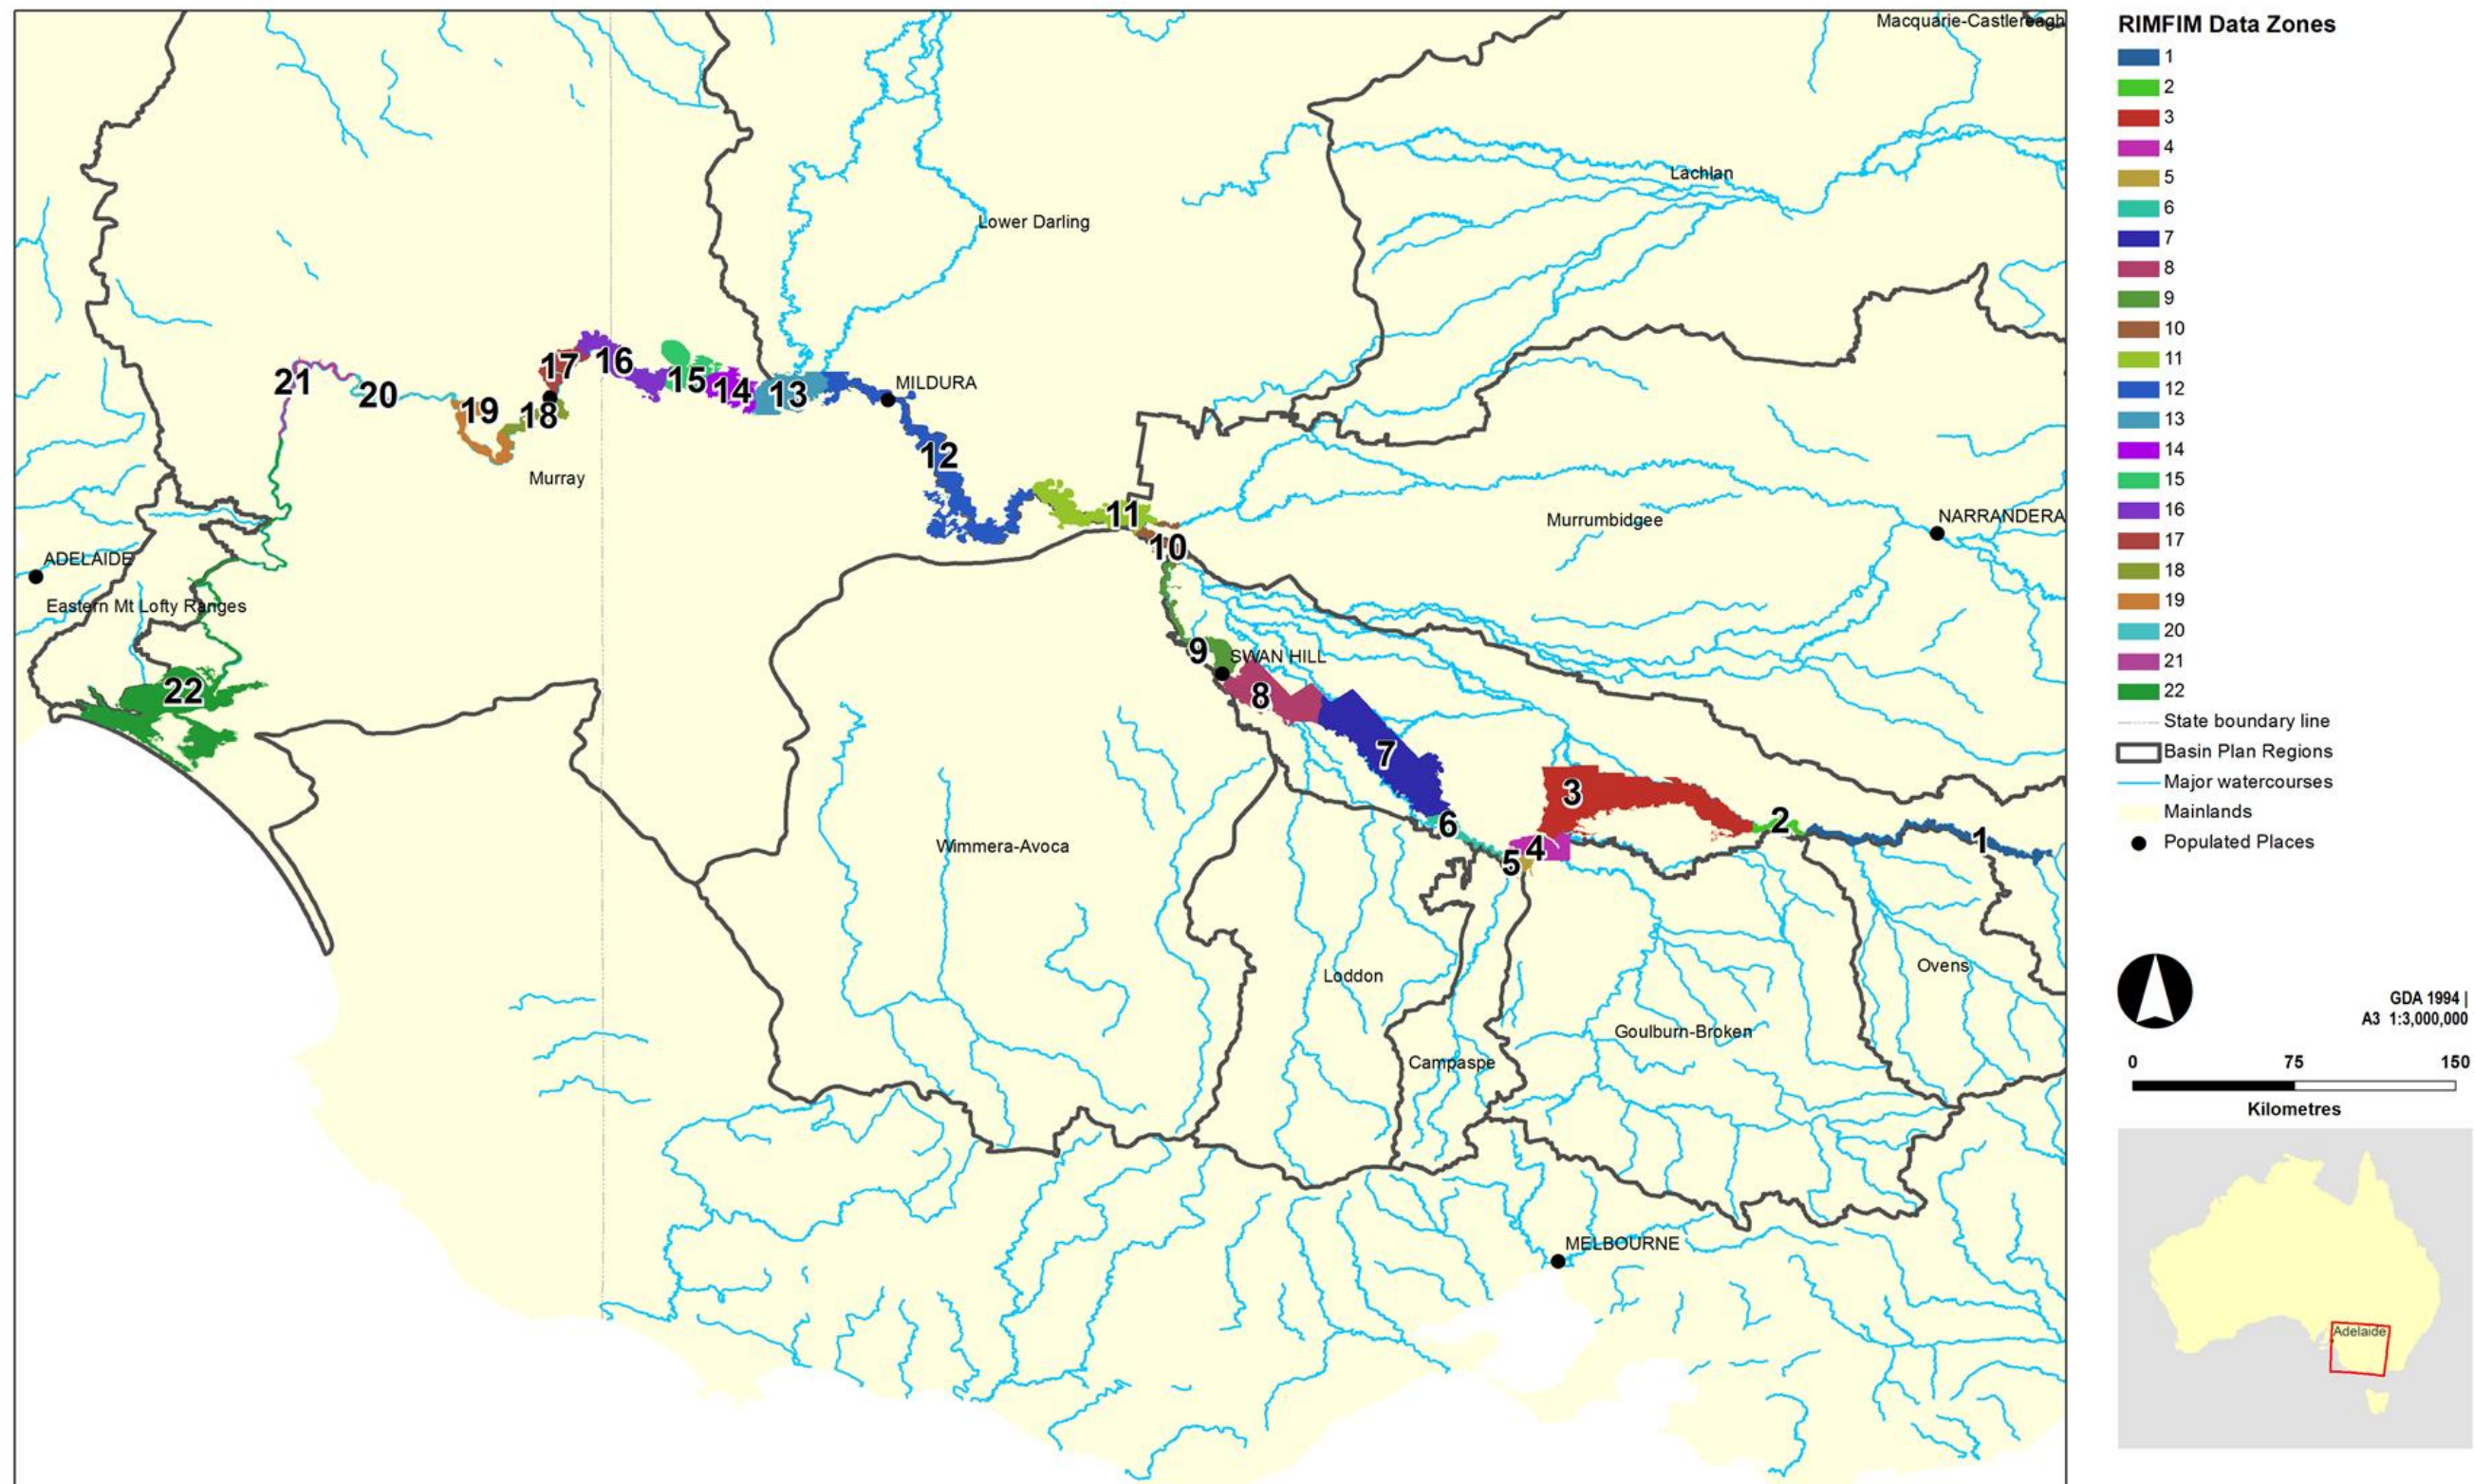 Macquarie-Castlereagh
Lachlan
Lower Darling
17
16
15
14
13
MILDURA
21
20
19
18
12
Murray
11
10
Murrumbidgee
NARRANDERA
ADELAIDE
Eastern Mt Lofty Ranges
9
SWAN HILL
22
8
7
3
6
2
1
5
4
Wimmera-Avoca
Loddon
Ovens
Goulburn-Broken
Campaspe
MELBOURNE
RIMFIM Data Zones
1
2
3
4
5
6
7
8
9
10
11
12
13
14
15
16
17
18
19
20
21
22
State boundary line
Basin Plan Regions
Major watercourses
Mainlands
Populated Places
GDA 1994 |
A3 1:3,000,000
0 75 150
Kilometres
Adelaide